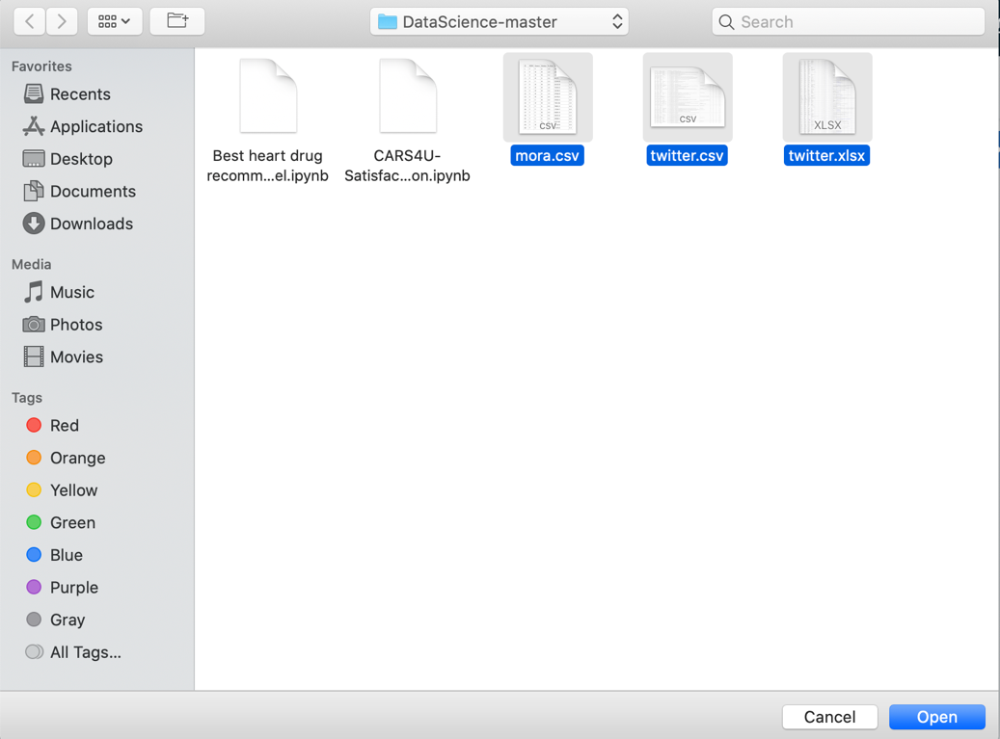 DataScience-master
Search
Favorites
Recents
Applications
Desktop
Documents
Downloads
Media
Music
Photos
Movies
Tags
Red
Orange
Yellow
Green
Blue
Purple
Gray
All Tags...
Best heart drug
recomm...el.ipynb
CARS4U-
Satisfac...on.ipynb
CSV
mora.csv
CSV
twitter.csv
XLSX
twitter.xlsx
Cancel
Open